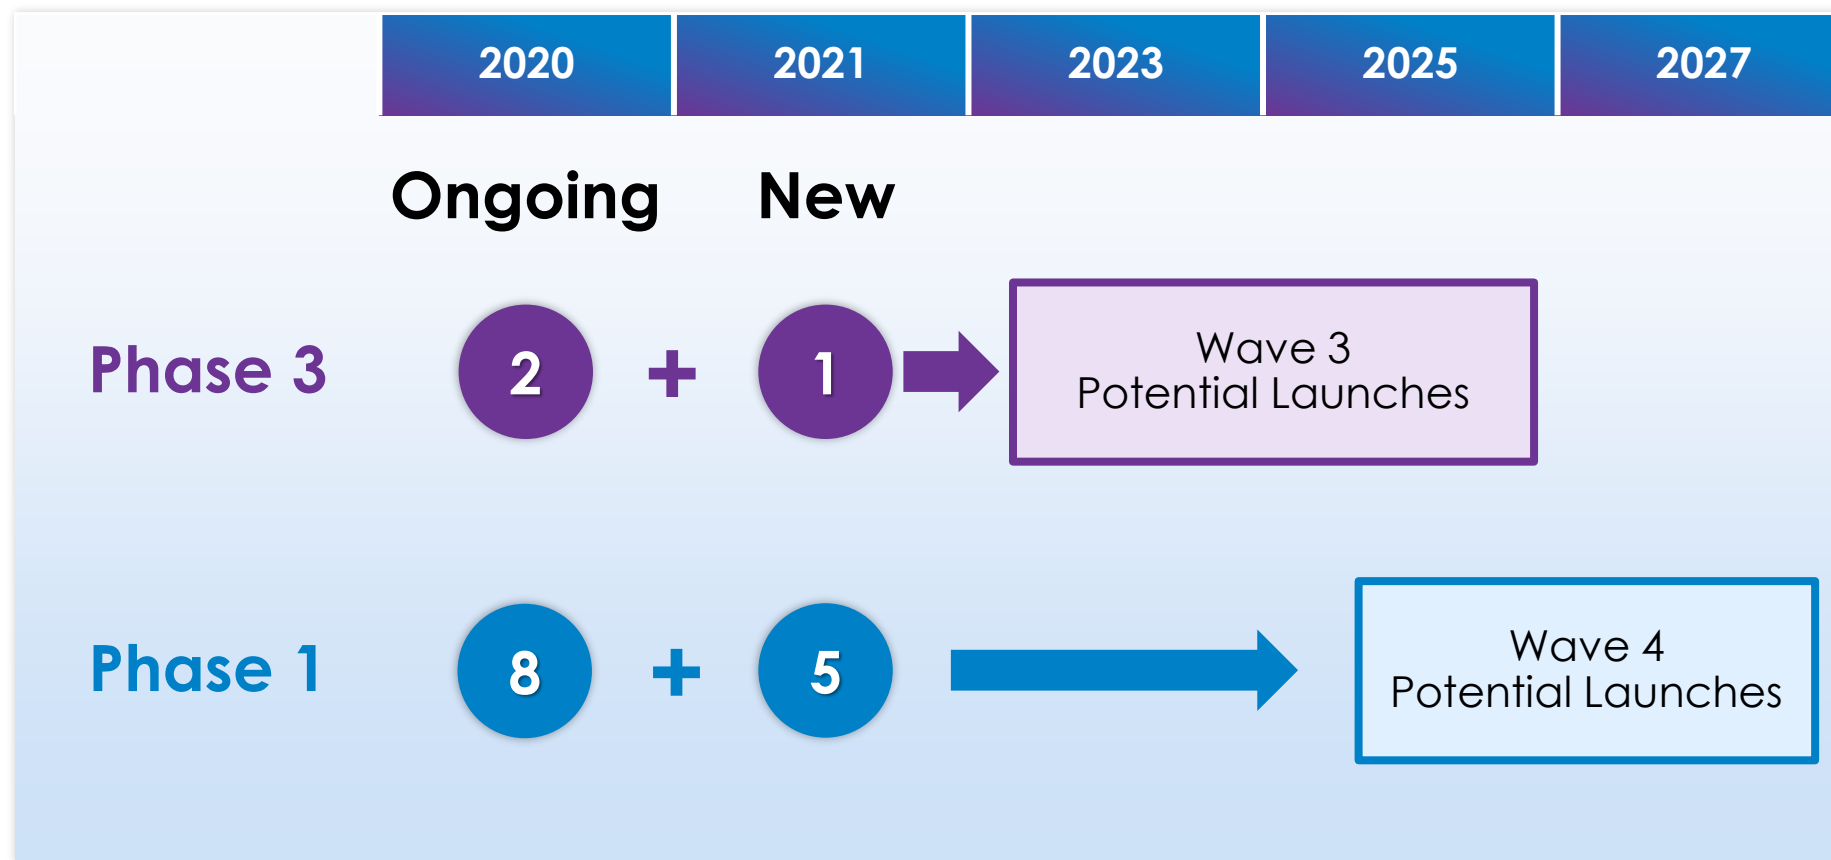 2020 2021 2023 2025 2027
Ongoing New
Phase 3 2 + 1 Wave 3
Potential Launches
Phase 1 8 + 5 Wave 4
Potential Launches